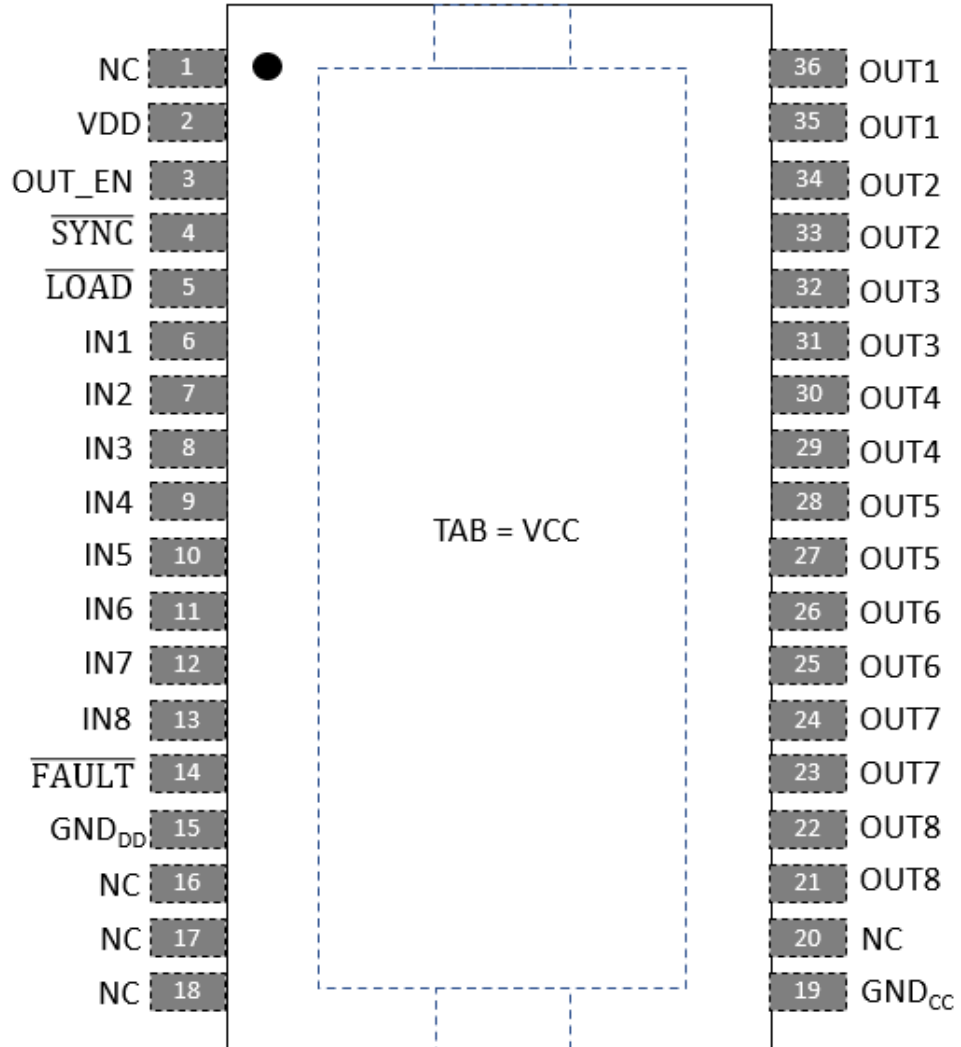 NC 1 36 OUT1
VDD 2 35 OUT1
OUT_EN 3 34 OUT2
SYNC 4 33 OUT2
LOAD 5 32 OUT3
IN1 6 31 OUT3
IN2 7 30 OUT4
IN3 8 29 OUT4
IN4 9 28 OUT5
TAB = VCC
IN5 10 27 OUT5
IN6 11 26 OUT6
IN7 12 25 OUT6
IN8 13 24 OUT7
FAULT 14 23 OUT7
GNDDD 15 22 OUT8
NC 16 21 OUT8
NC 17 20 NC
NC 18 19 GNDCC